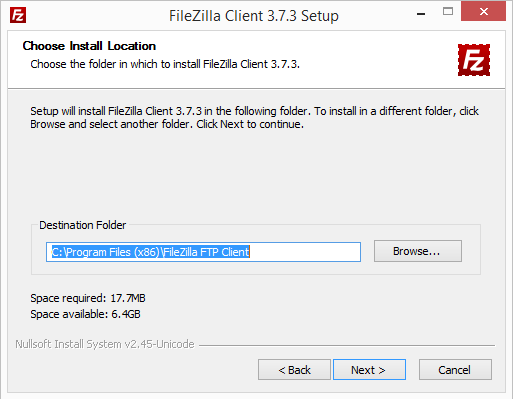 FileZilla Client 3.7.3 Setup
Choose Install Location
Choose the folder in which to install FileZilla Client 3.7.3.
Setup will install FileZilla Client 3.7.3 in the following folder. To install in a different folder, click
Browse and select another folder. Click Next to continue.
Destination Folder
C:\Program Files (x86)\FileZilla FTP Client
Browse...
Space required: 17.7MB
Space available: 6.4GB
Nullsoft Install System v2.45-Unicode
< Back
Next >
Cancel